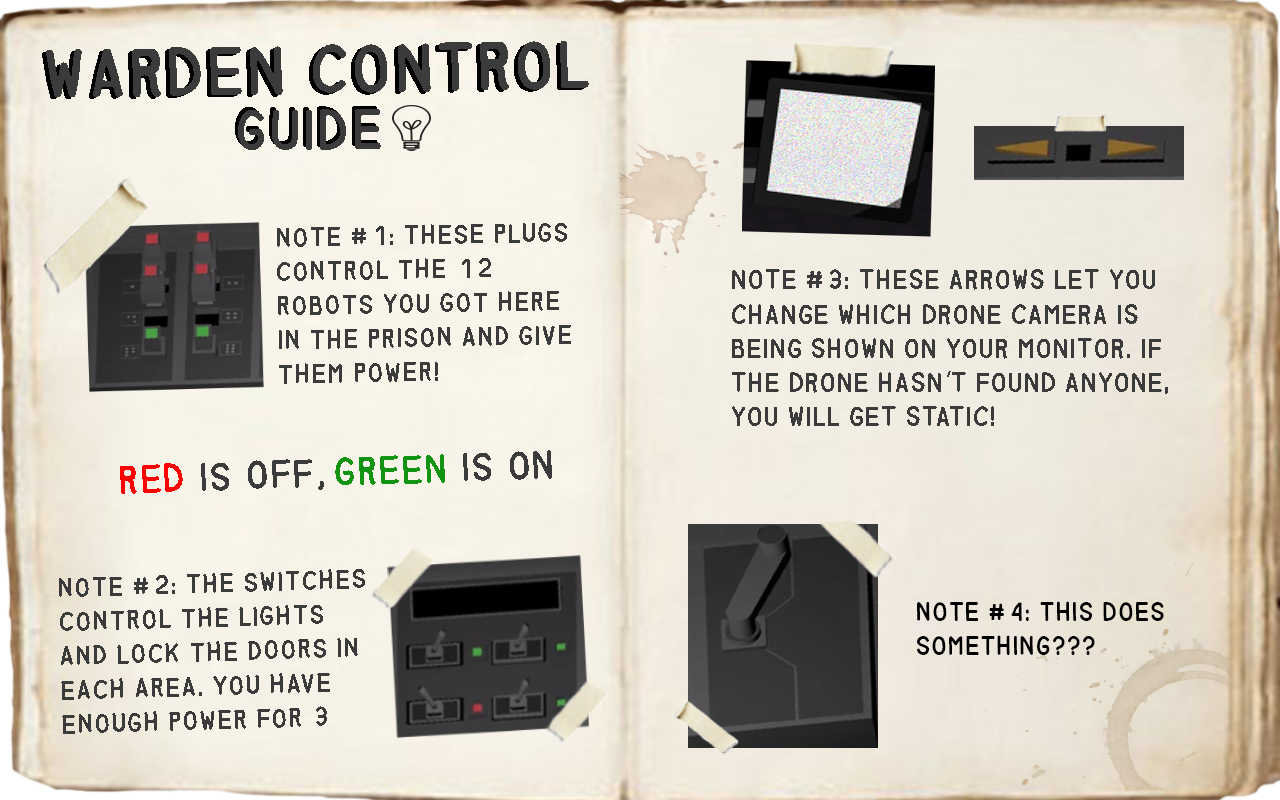 WARDEN CONTROL
GUIDE
NOTE #1: THESE PLUGS
CONTROL THE 12
ROBOTS YOU GOT HERE
IN THE PRISON AND GIVE
THEM POWER!
RED IS OFF, GREEN IS ON
NOTE #2: THE SWITCHES
CONTROL THE LIGHTS
AND LOCK THE DOORS IN
EACH AREA. YOU HAVE
ENOUGH POWER FOR 3
NOTE #3: THESE ARROWS LET YOU
CHANGE WHICH DRONE CAMERA IS
BEING SHOWN ON YOUR MONITOR. IF
THE DRONE HASN'T FOUND ANYONE,
YOU WILL GET STATIC!
NOTE #4: THIS DOES
SOMETHING???